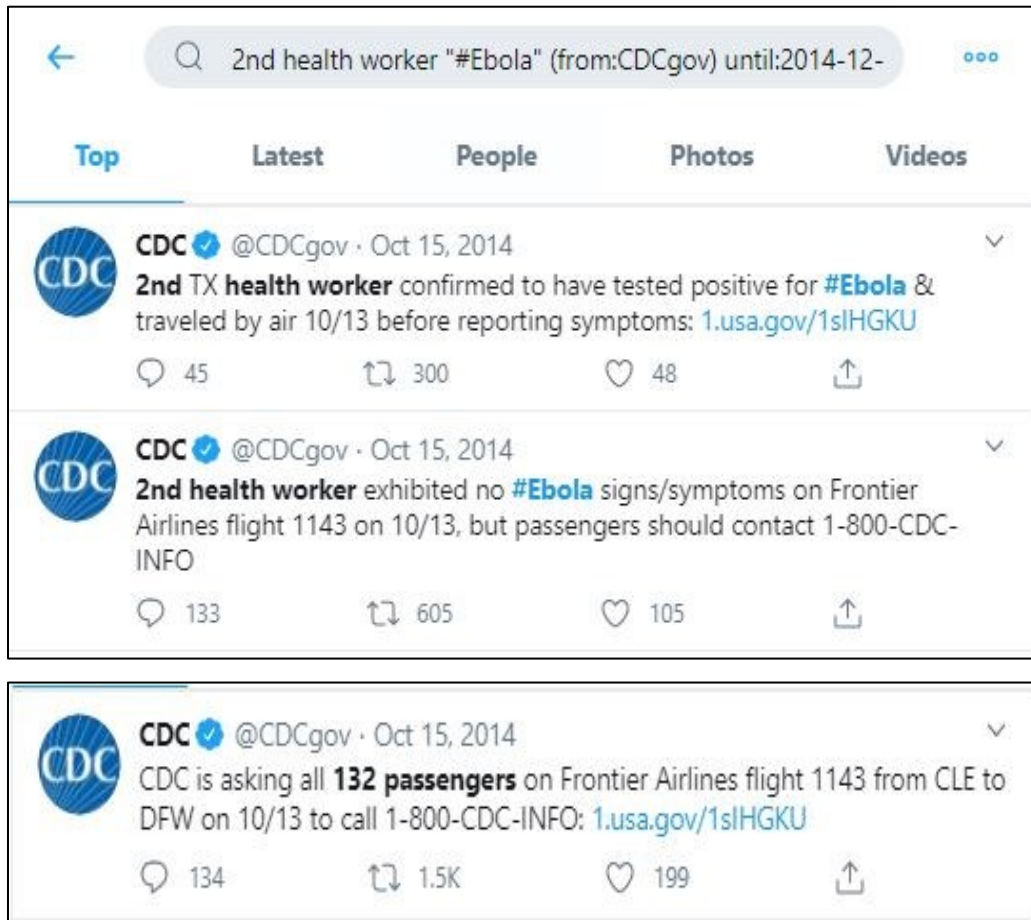 2nd health worker "#Ebola" (from:CDCgov) until:2014-12-
Top Latest People Photos Videos
CDC @CDCgov · Oct 15, 2014
CDC
2nd TX health worker confirmed to have tested positive for #Ebola &
traveled by air 10/13 before reporting symptoms: 1.usa.gov/1slHGKU
45 300 48
CDC @CDCgov · Oct 15, 2014
CDC
2nd health worker exhibited no #Ebola signs/symptoms on Frontier
Airlines flight 1143 on 10/13, but passengers should contact 1-800-CDC-
INFO
133 605 105
CDC @CDCgov · Oct 15, 2014
CDC
CDC is asking all 132 passengers on Frontier Airlines flight 1143 from CLE to
DFW on 10/13 to call 1-800-CDC-INFO: 1.usa.gov/1slHGKU
134 1.5K 199